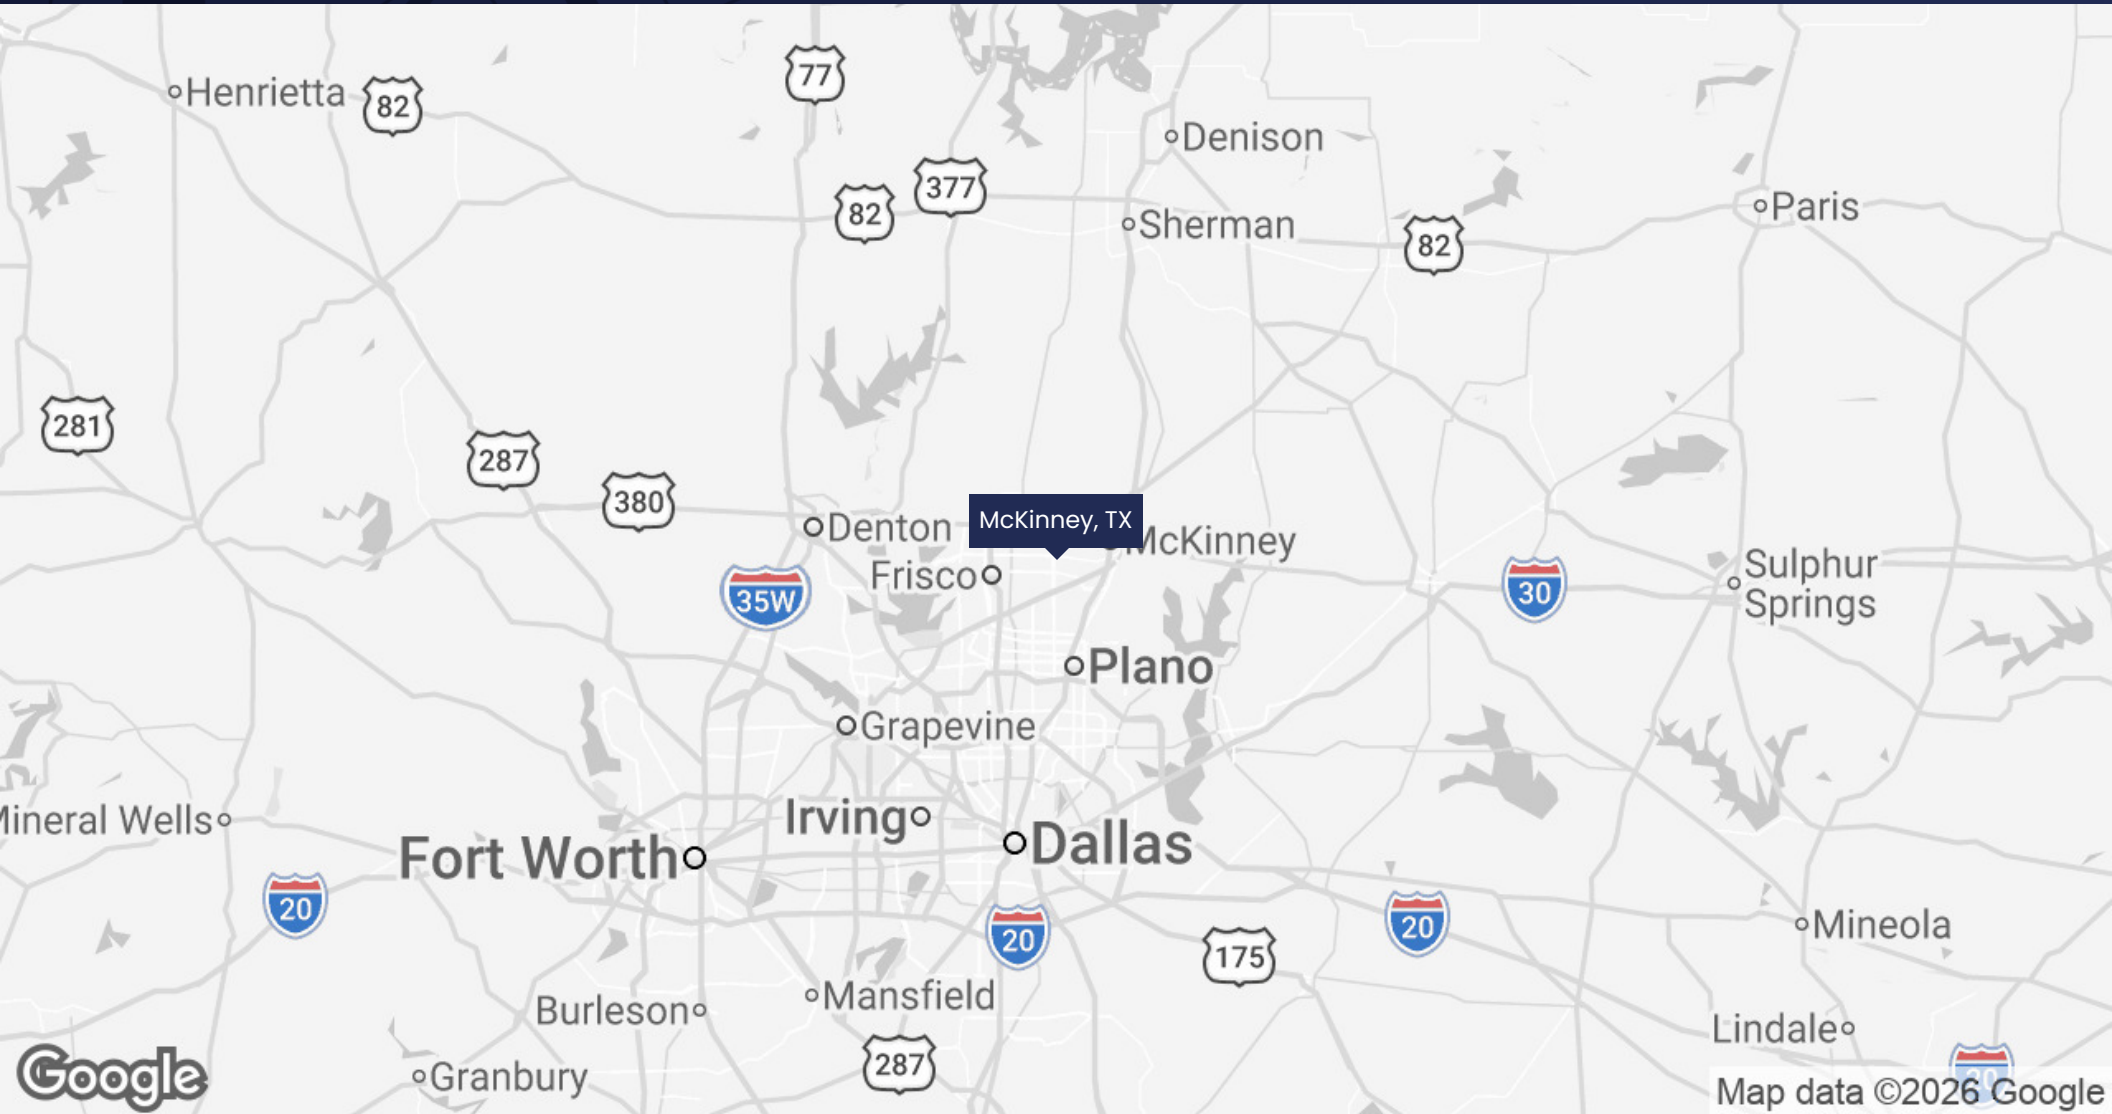 77
Henrietta
82
Denison
377
82
Sherman
82
Paris
281
287
380
McKinney, TX
Denton
McKinney
Frisco
35W
30
Sulphur
Springs
Plano
Grapevine
Mineral Wells
Irving
Dallas
Fort Worth
20
20
20
175
Mineola
Mansfield
Burleson
Lindale
287
Granbury
20
Google
Map data ©2026 Google